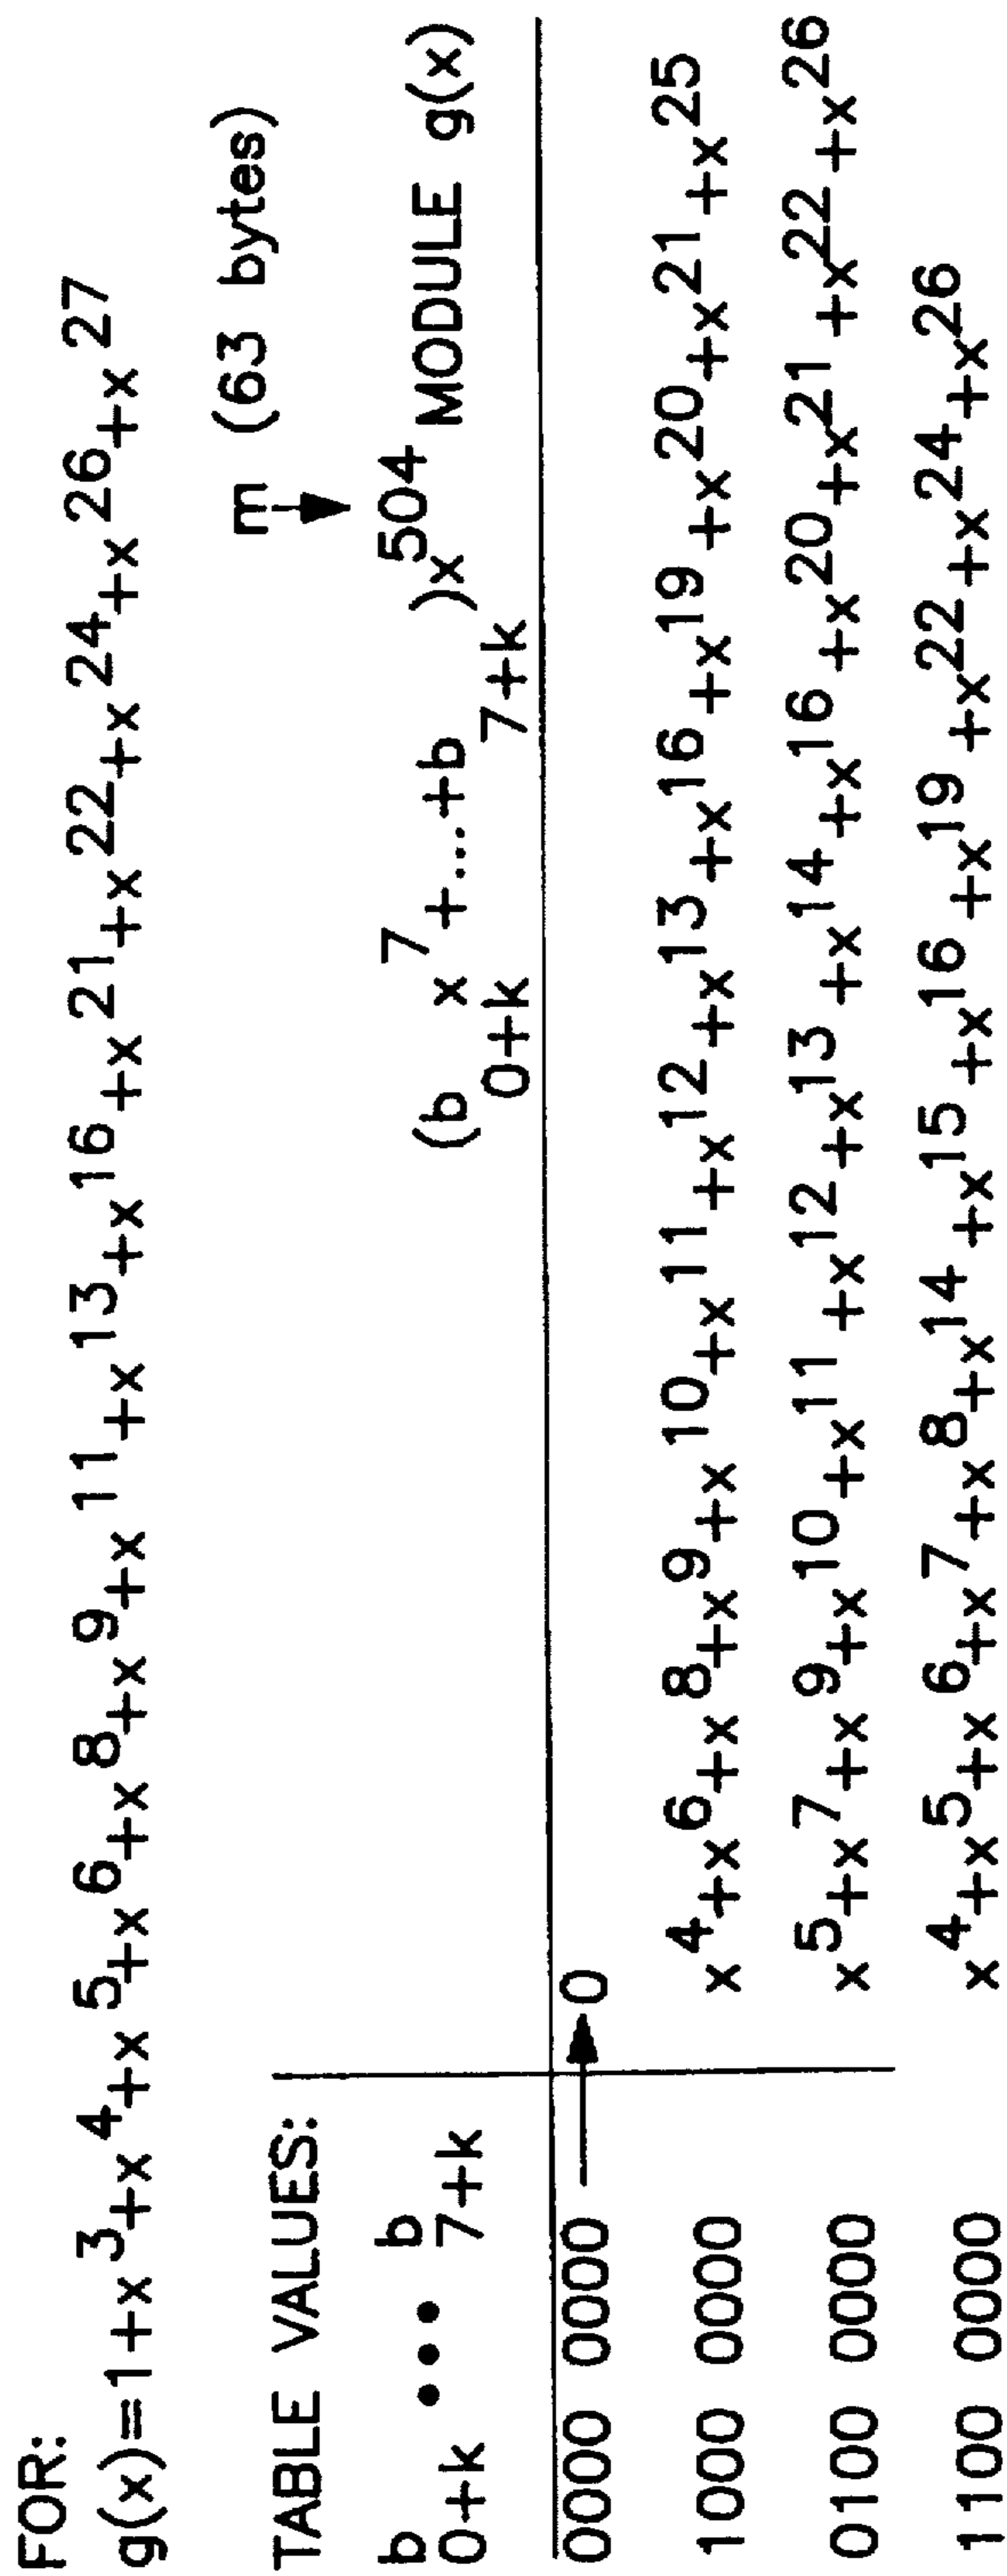 FOR:
g(x)=1+x^3+x^4+x^5+x^6+x^8+x^9+x^11+x^13+x^16+x^21+x^22+x^24+x^26+x^27
m (63 bytes)
TABLE VALUES:
b_0+k ••• b_7+k (b_0+k x^7+...+b_7+k)x^504 MODULE g(x)
0000 0000 → 0
1000 0000 x^4+x^6+x^8+x^9+x^10+x^11+x^12+x^13+x^16+x^19+x^20+x^21+x^25
0100 0000 x^5+x^7+x^9+x^10+x^11+x^12+x^13+x^14+x^16+x^20+x^21+x^22+x^26
1100 0000 x^4+x^5+x^6+x^7+x^8+x^14+x^15+x^16+x^19+x^22+x^24+x^26